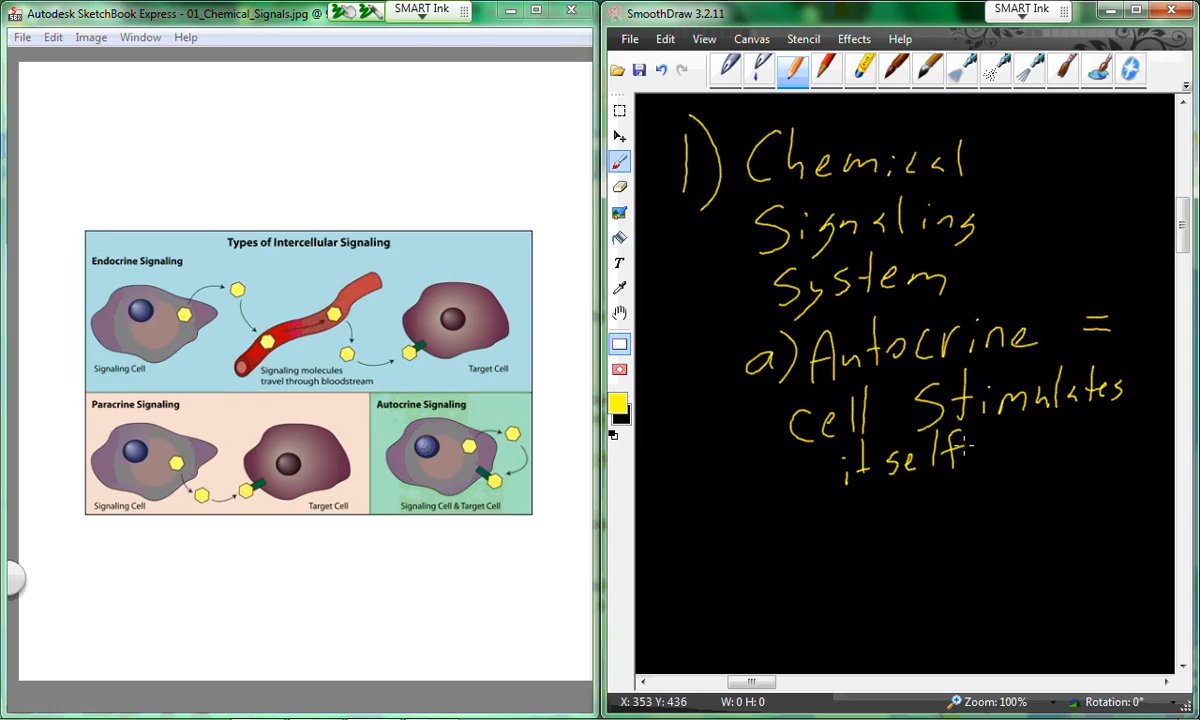 Autodesk SketchBook Express - 01_Chemical_Signals.jpg @
SMART Ink
File Edit Image Window Help
Types of Intercellular Signaling
Endocrine Signaling
Signaling Cell
Signaling molecules
travel through bloodstream
Target Cell
Paracrine Signaling
Signaling Cell
Target Cell
Autocrine Signaling
Signaling Cell & Target Cell
SmoothDraw 3.2.11
SMART Ink
File Edit View Canvas Stencil Effects Help
1) Chemical
Signaling
System
a) Autocrine =
cell Stimulates
itself
X: 353 Y: 436 W: 0 H: 0 Zoom: 100% Rotation: 0°